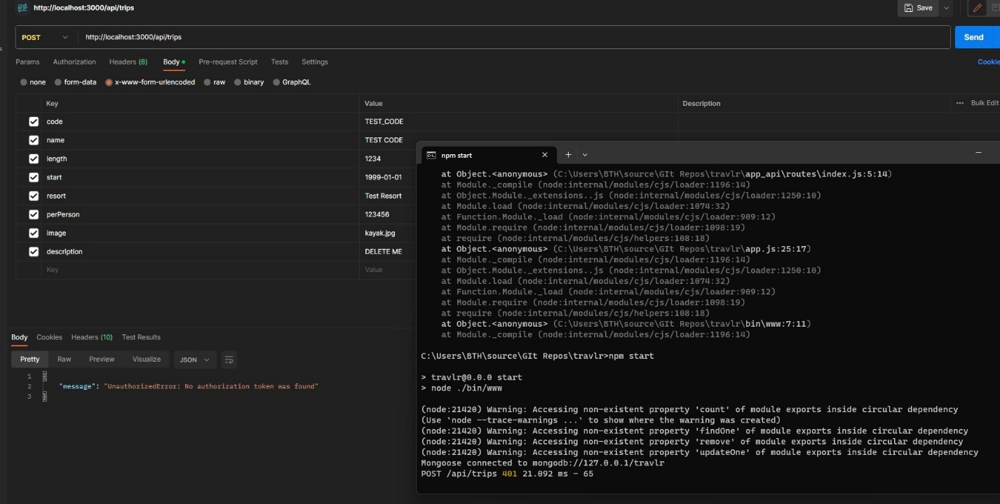 HTTP http://localhost:3000/api/trips
Save
POST http://localhost:3000/api/trips
Send
Params Authorization Headers (8) Body Pre-request Script Tests Settings
Cookie
none form-data x-www-form-urlencoded raw binary GraphQL
Key Value Description ••• Bulk Edit
code TEST_CODE
name TEST CODE
length 1234
start 1999-01-01
resort Test Resort
perPerson 123456
image kayak.jpg
description DELETE ME
Key Value
Body Cookies Headers (10) Test Results
Pretty Raw Preview Visualize JSON
1 {
2 "message": "UnauthorizedError: No authorization token was found"
3 }
npm start
at Object.<anonymous> (C:\Users\BTH\source\GIt Repos\travlr\app_api\routes\index.js:5:14)
at Module._compile (node:internal/modules/cjs/loader:1196:14)
at Object.Module._extensions..js (node:internal/modules/cjs/loader:1250:10)
at Module.load (node:internal/modules/cjs/loader:1074:32)
at Function.Module._load (node:internal/modules/cjs/loader:909:12)
at Module.require (node:internal/modules/cjs/loader:1098:19)
at require (node:internal/modules/cjs/helpers:108:18)
at Object.<anonymous> (C:\Users\BTH\source\GIt Repos\travlr\app.js:25:17)
at Module._compile (node:internal/modules/cjs/loader:1196:14)
at Object.Module._extensions..js (node:internal/modules/cjs/loader:1250:10)
at Module.load (node:internal/modules/cjs/loader:1074:32)
at Function.Module._load (node:internal/modules/cjs/loader:909:12)
at Module.require (node:internal/modules/cjs/loader:1098:19)
at require (node:internal/modules/cjs/helpers:108:18)
at Object.<anonymous> (C:\Users\BTH\source\GIt Repos\travlr\bin\www:7:11)
at Module._compile (node:internal/modules/cjs/loader:1196:14)
C:\Users\BTH\source\GIt Repos\travlr>npm start
> travlr@0.0.0 start
> node ./bin/www
(node:21420) Warning: Accessing non-existent property 'count' of module exports inside circular dependency
(Use `node --trace-warnings ...` to show where the warning was created)
(node:21420) Warning: Accessing non-existent property 'findOne' of module exports inside circular dependency
(node:21420) Warning: Accessing non-existent property 'remove' of module exports inside circular dependency
(node:21420) Warning: Accessing non-existent property 'updateOne' of module exports inside circular dependency
Mongoose connected to mongodb://127.0.0.1/travlr
POST /api/trips 401 21.092 ms - 65